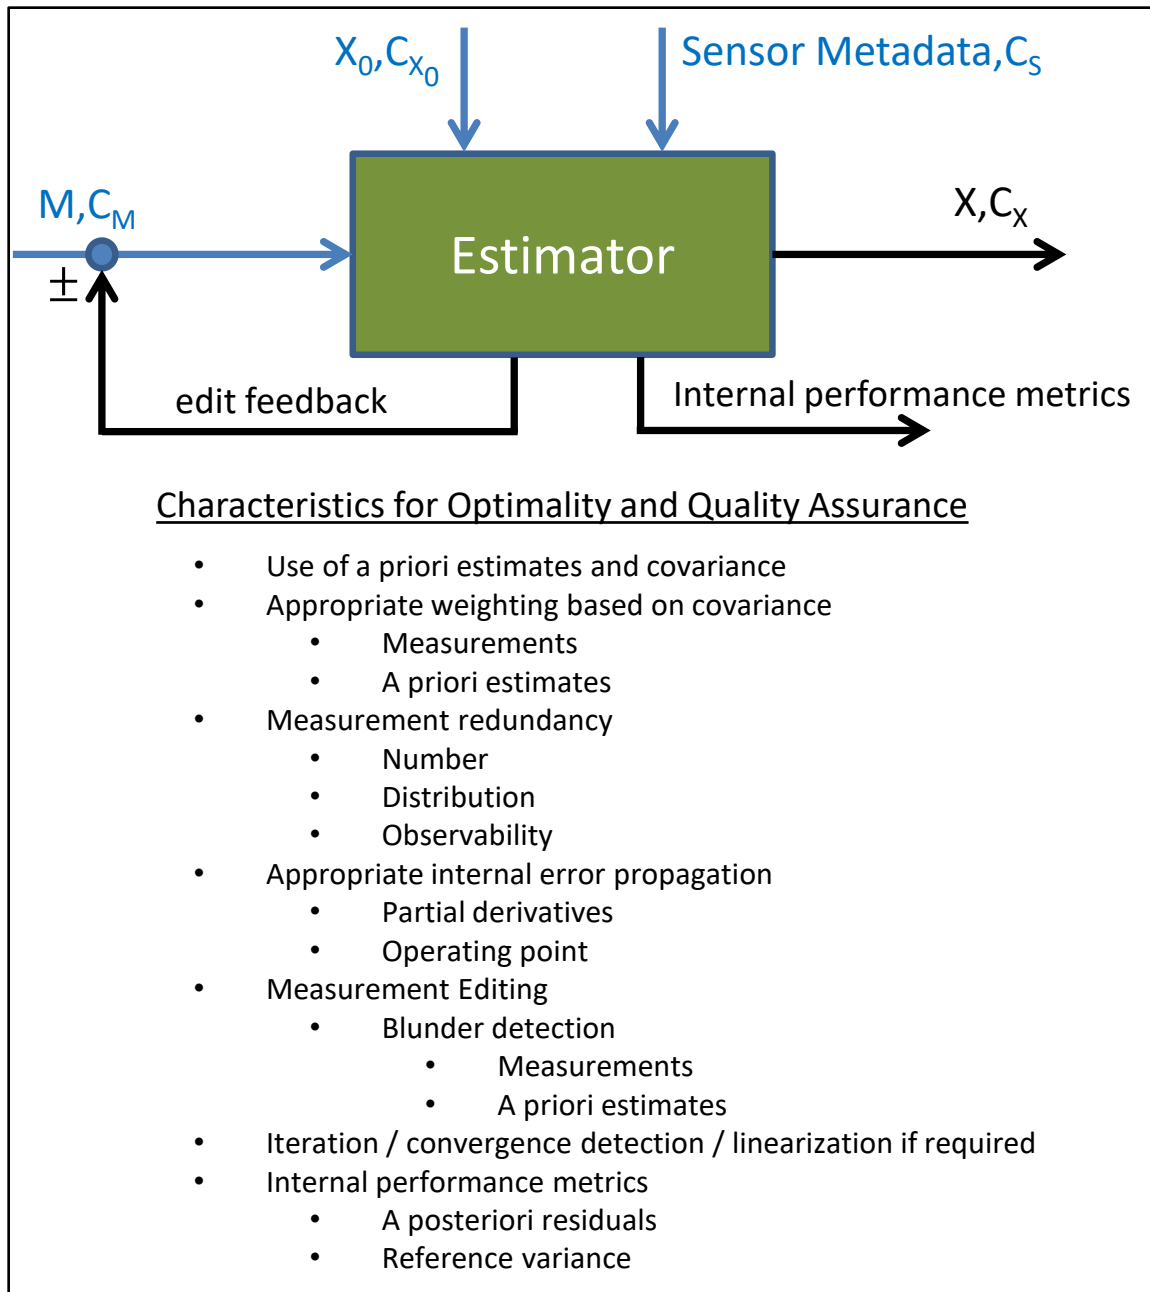 X₀,C_X₀
Sensor Metadata,Cₛ
M,C_M
±
Estimator
X,Cₓ
edit feedback
Internal performance metrics
Characteristics for Optimality and Quality Assurance
• Use of a priori estimates and covariance
• Appropriate weighting based on covariance
• Measurements
• A priori estimates
• Measurement redundancy
• Number
• Distribution
• Observability
• Appropriate internal error propagation
• Partial derivatives
• Operating point
• Measurement Editing
• Blunder detection
• Measurements
• A priori estimates
• Iteration / convergence detection / linearization if required
• Internal performance metrics
• A posteriori residuals
• Reference variance